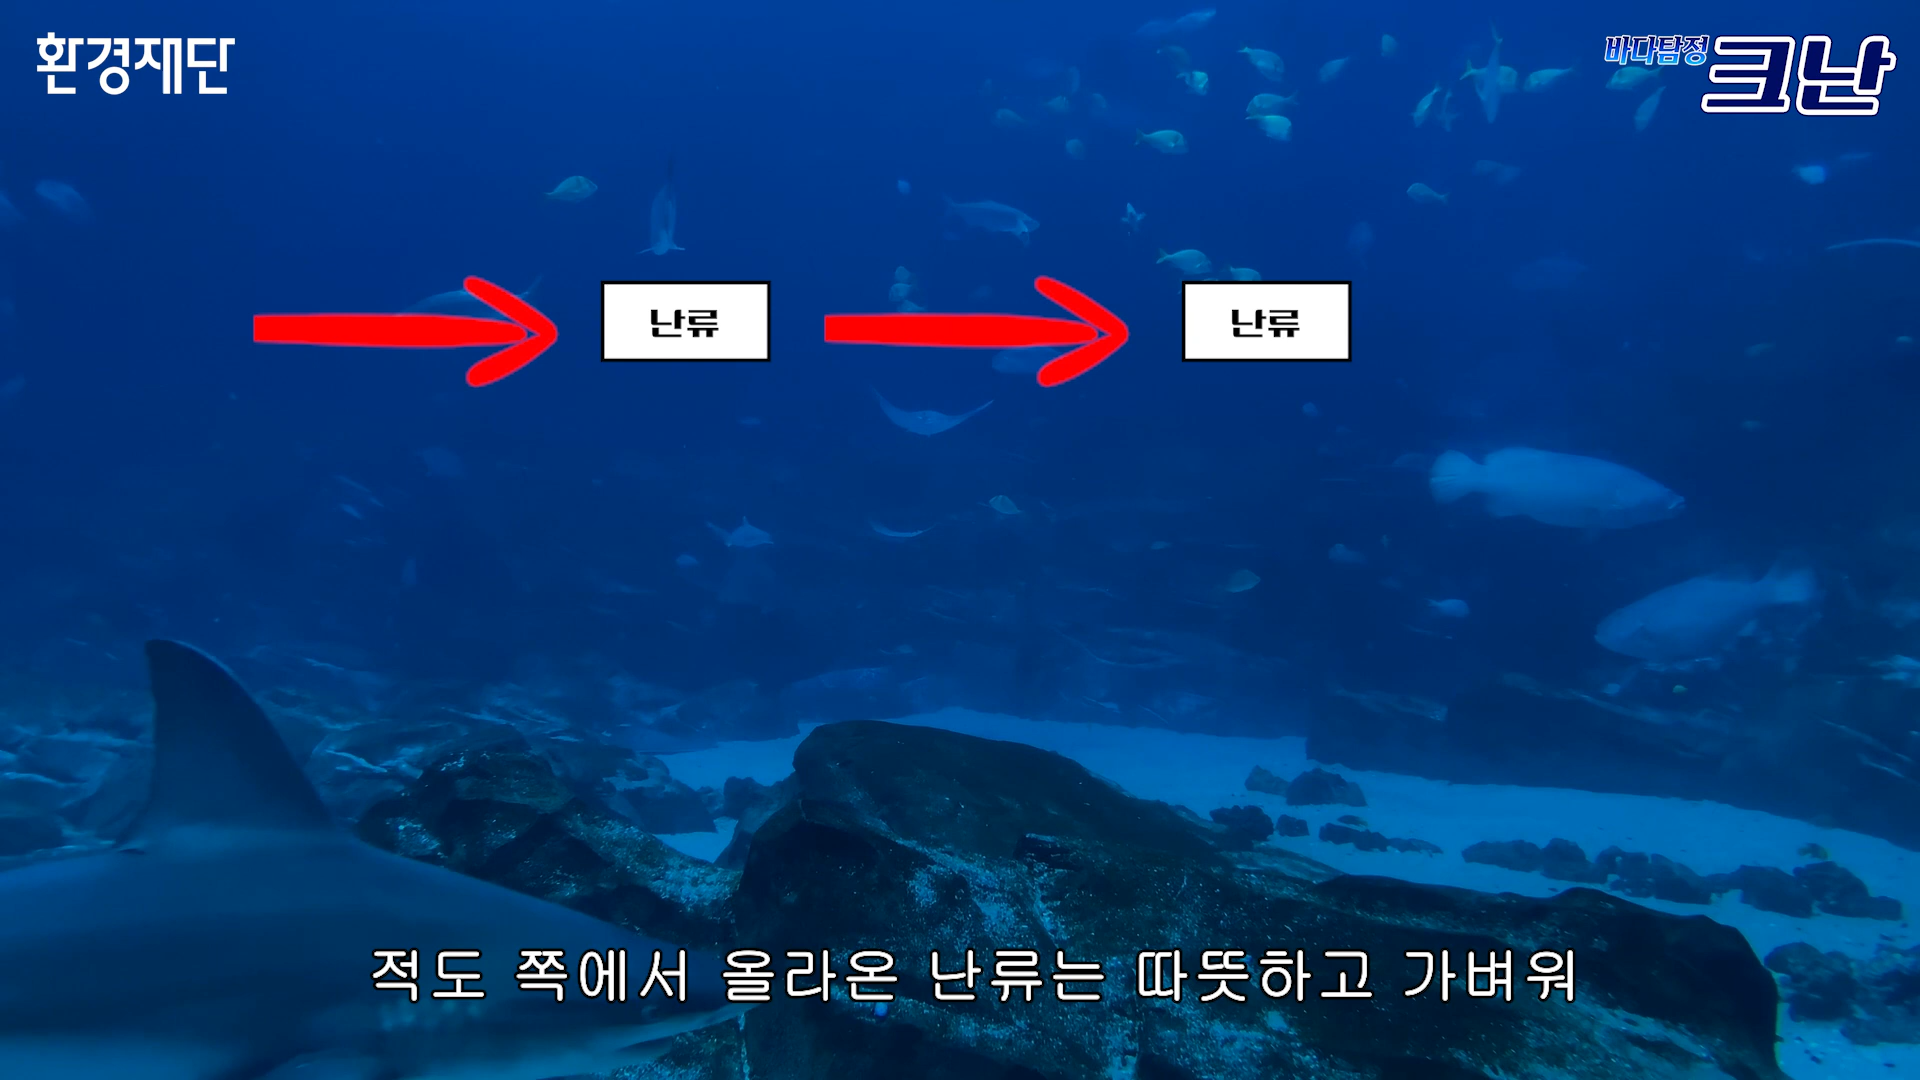 환경재단
바다탐정
크난
난류
난류
적도 쪽에서 올라온 난류는 따뜻하고 가벼워